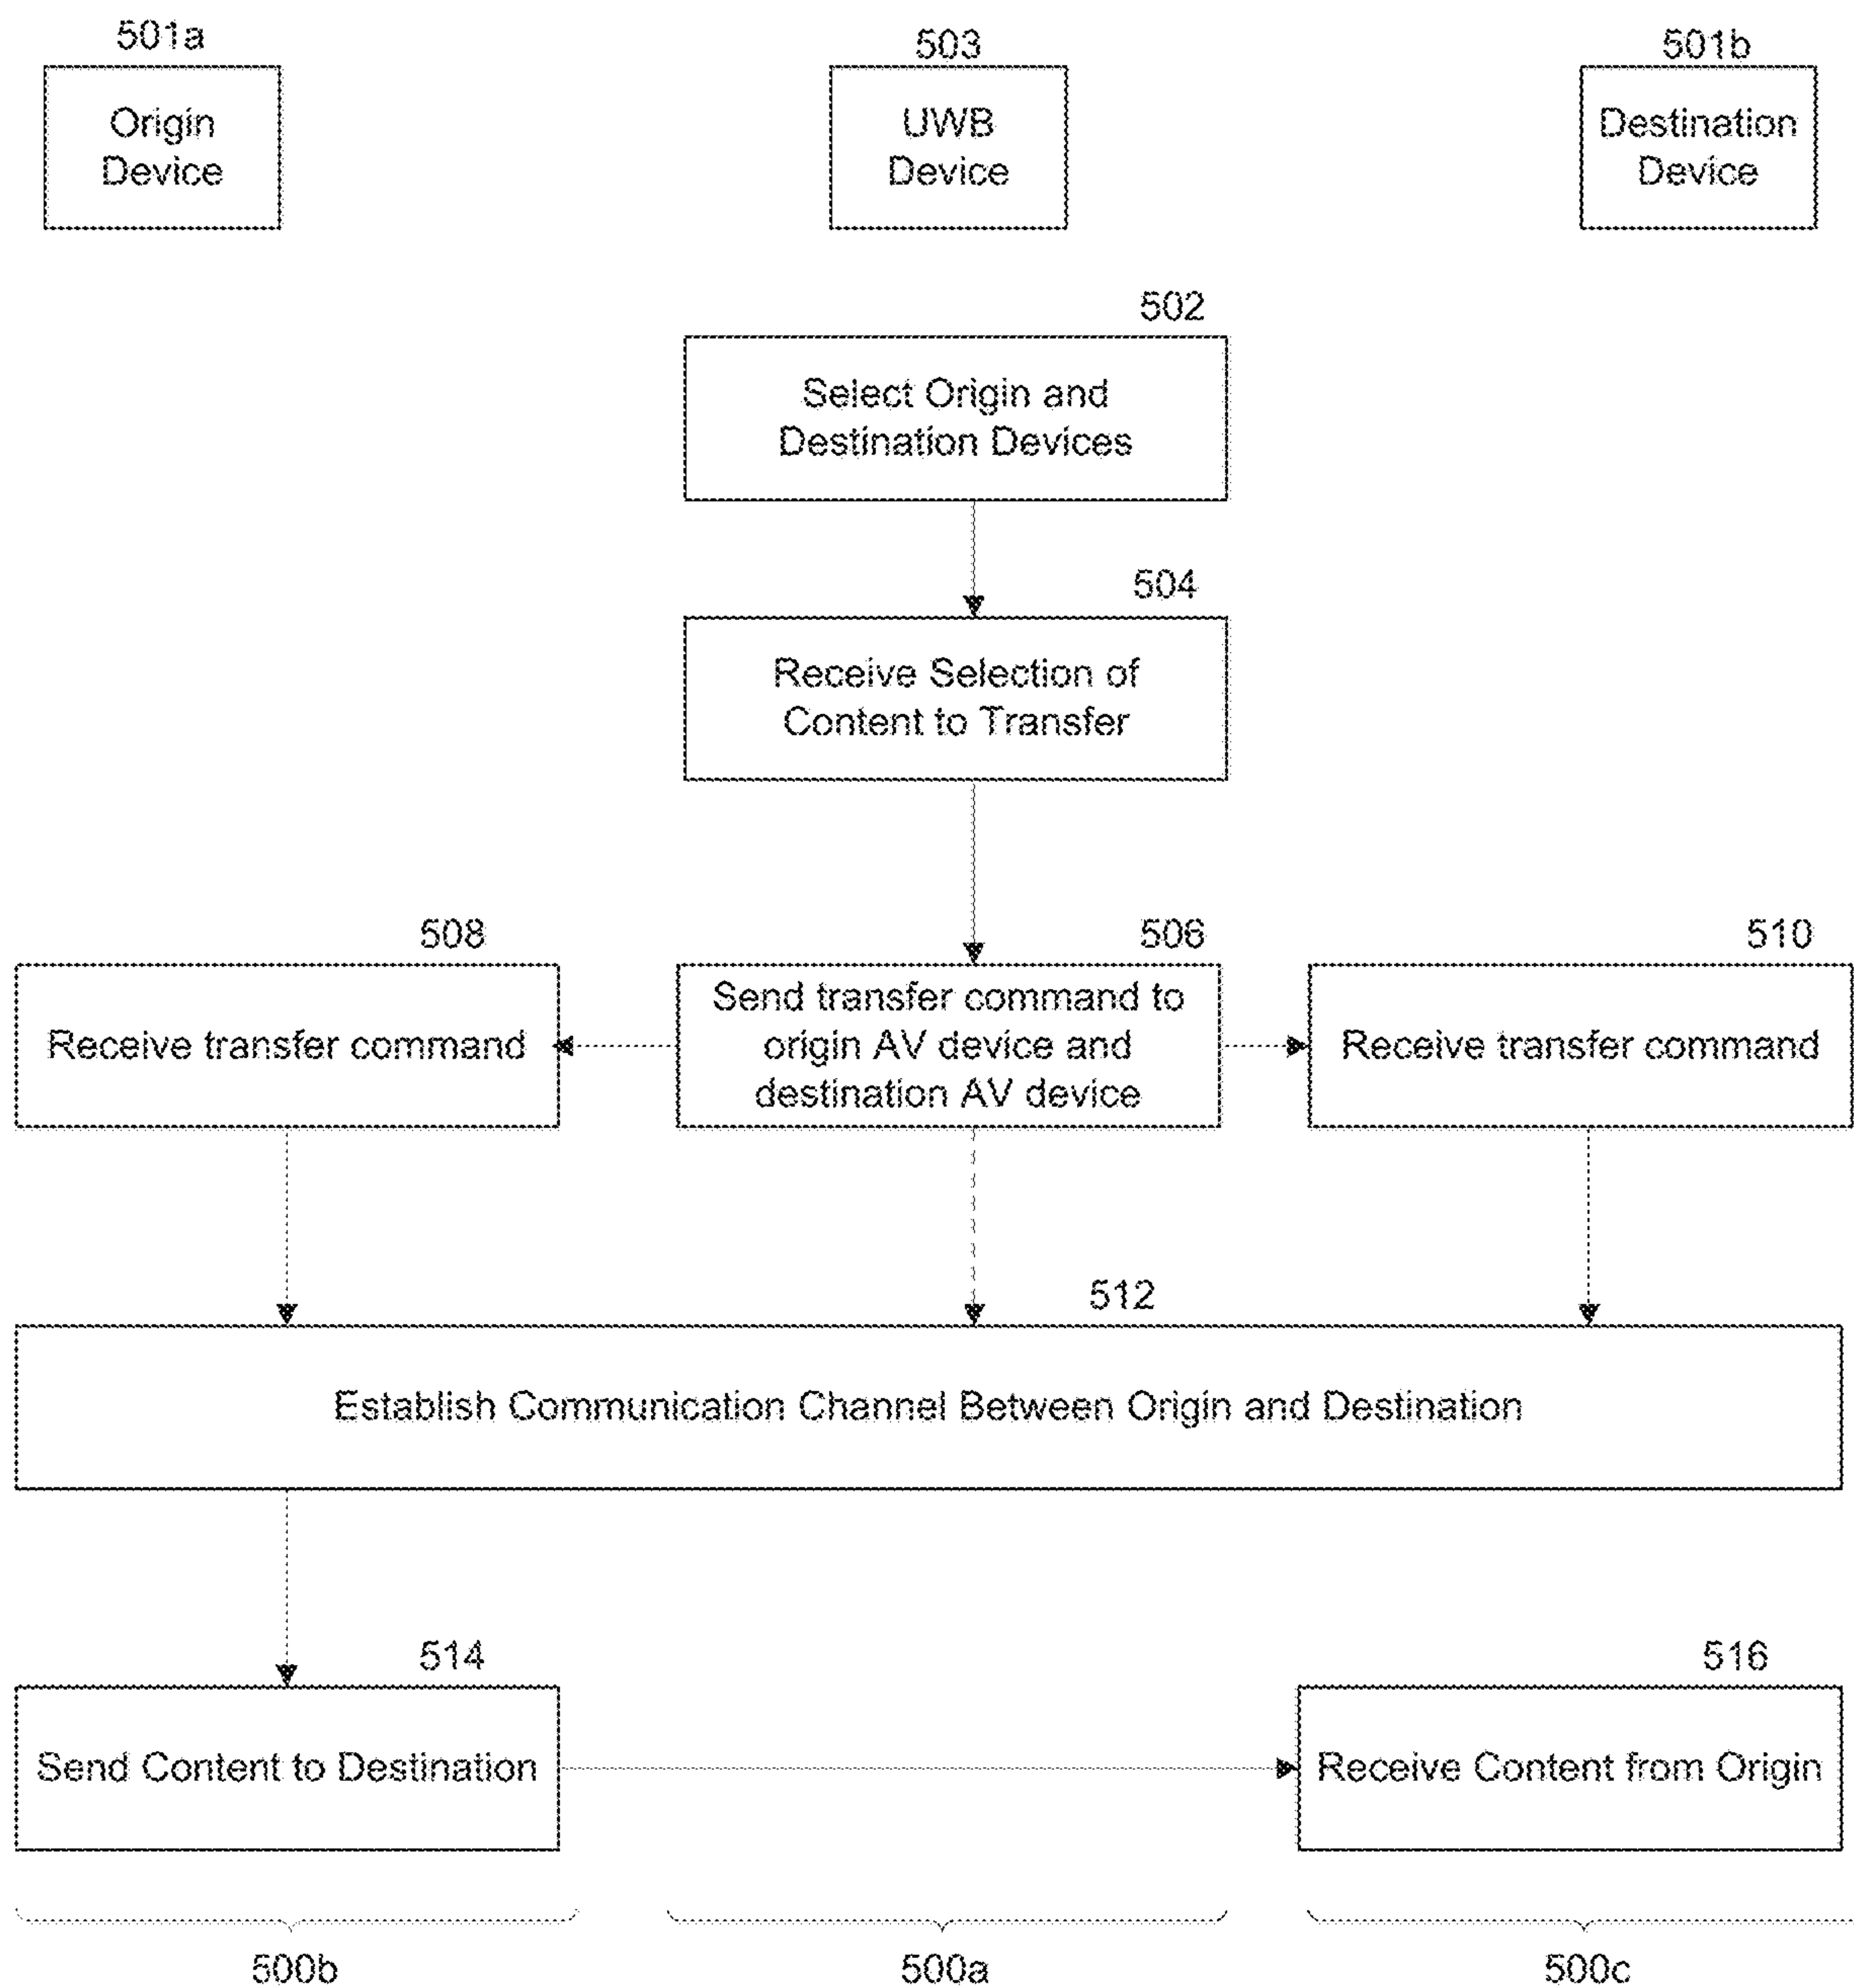 501a
503
501b
Origin
Device
UWB
Device
Destination
Device
502
Select Origin and
Destination Devices
504
Receive Selection of
Content to Transfer
508
506
510
Receive transfer command
Send transfer command to
origin AV device and
destination AV device
Receive transfer command
512
Establish Communication Channel Between Origin and Destination
514
516
Send Content to Destination
Receive Content from Origin
500b
500a
500c